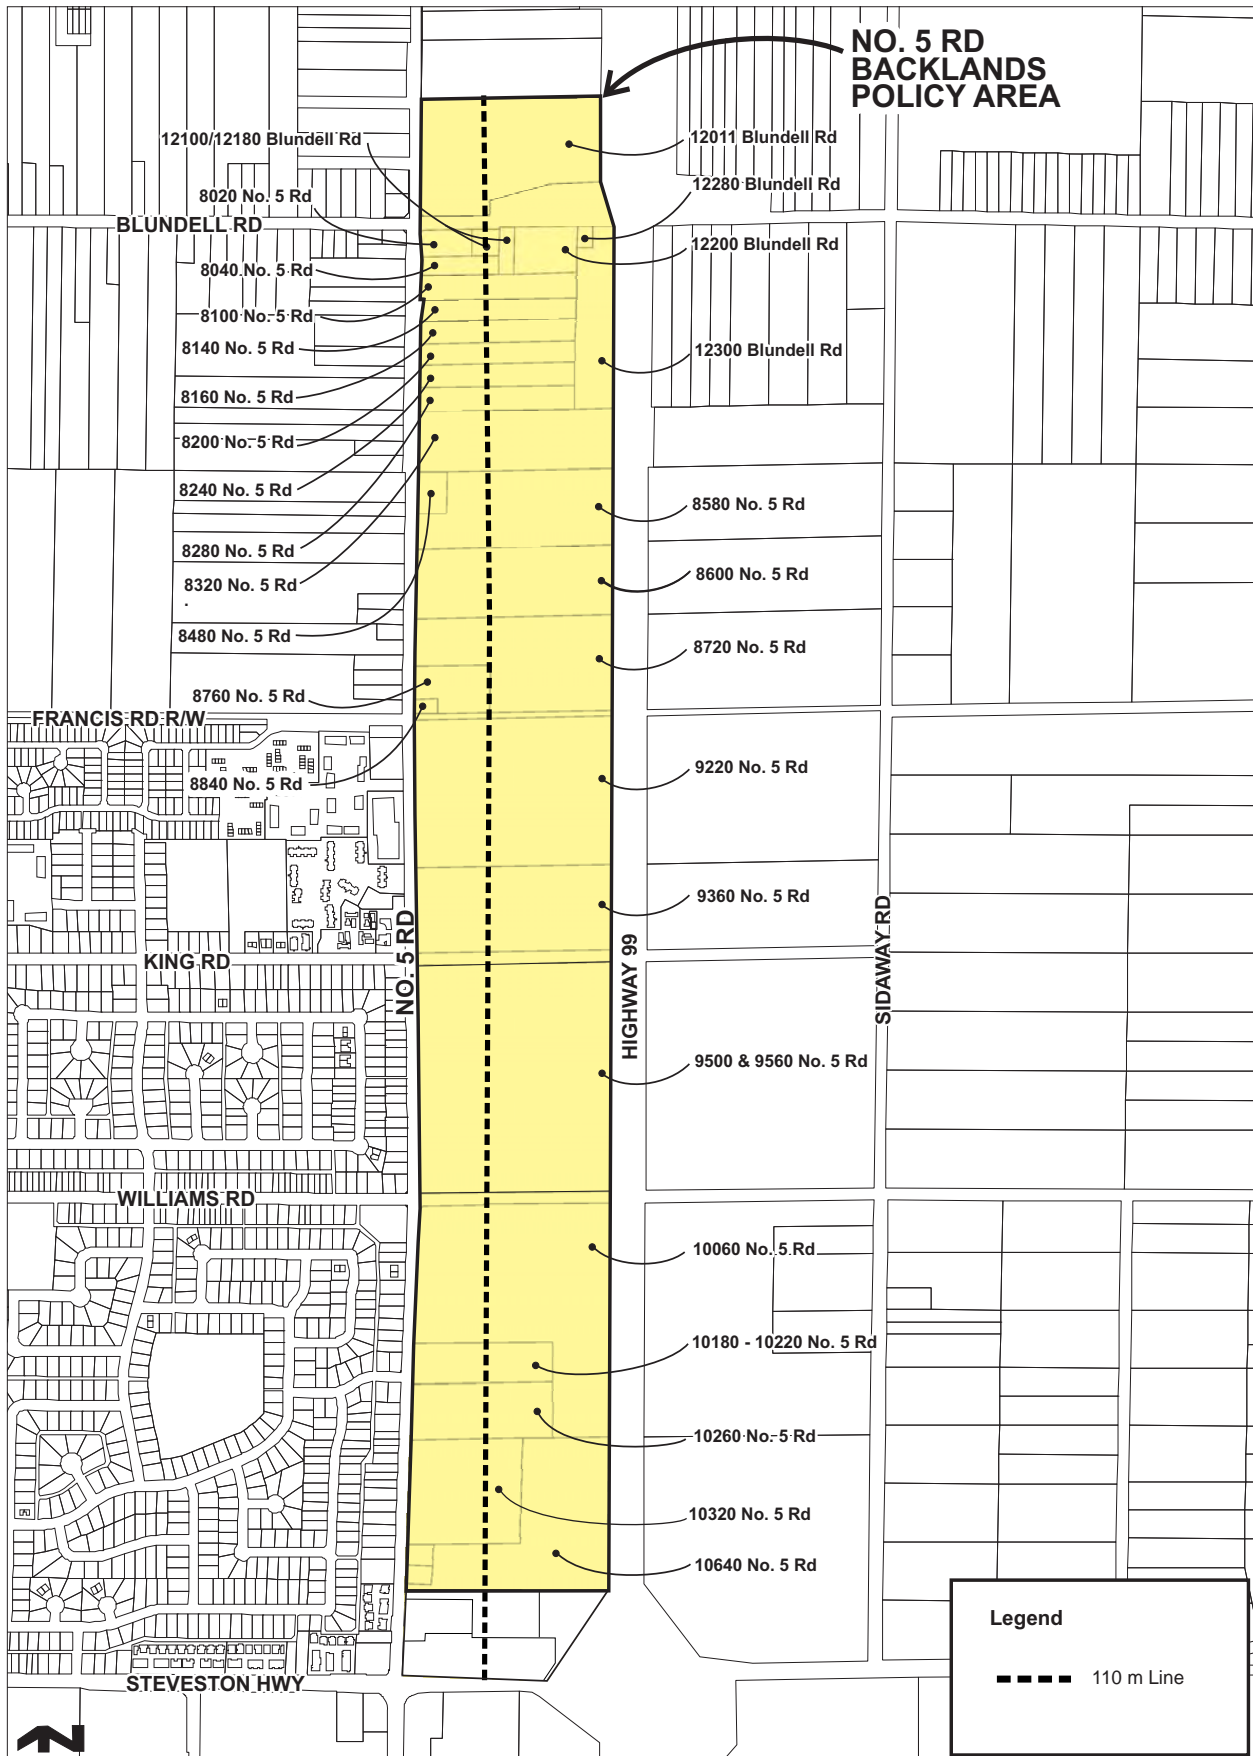 NO. 5 RD
BACKLANDS
POLICY AREA
12100/12180 Blundell Rd
12011 Blundell Rd
8020 No. 5 Rd
12280 Blundell Rd
BLUNDELL RD
12200 Blundell Rd
8040 No. 5 Rd
8100 No. 5 Rd
8140 No. 5 Rd
12300 Blundell Rd
8160 No. 5 Rd
8200 No. 5 Rd
8240 No. 5 Rd
8580 No. 5 Rd
8280 No. 5 Rd
8320 No. 5 Rd
.
8600 No. 5 Rd
8480 No. 5 Rd
8720 No. 5 Rd
8760 No. 5 Rd
FRANCIS RD R/W
9220 No. 5 Rd
8840 No. 5 Rd
9360 No. 5 Rd
NO. 5 RD
KING RD
HIGHWAY 99
SIDAWAY RD
9500 & 9560 No. 5 Rd
WILLIAMS RD
10060 No. 5 Rd
10180 - 10220 No. 5 Rd
10260 No. 5 Rd
10320 No. 5 Rd
10640 No. 5 Rd
Legend
110 m Line
STEVESTON HWY
N